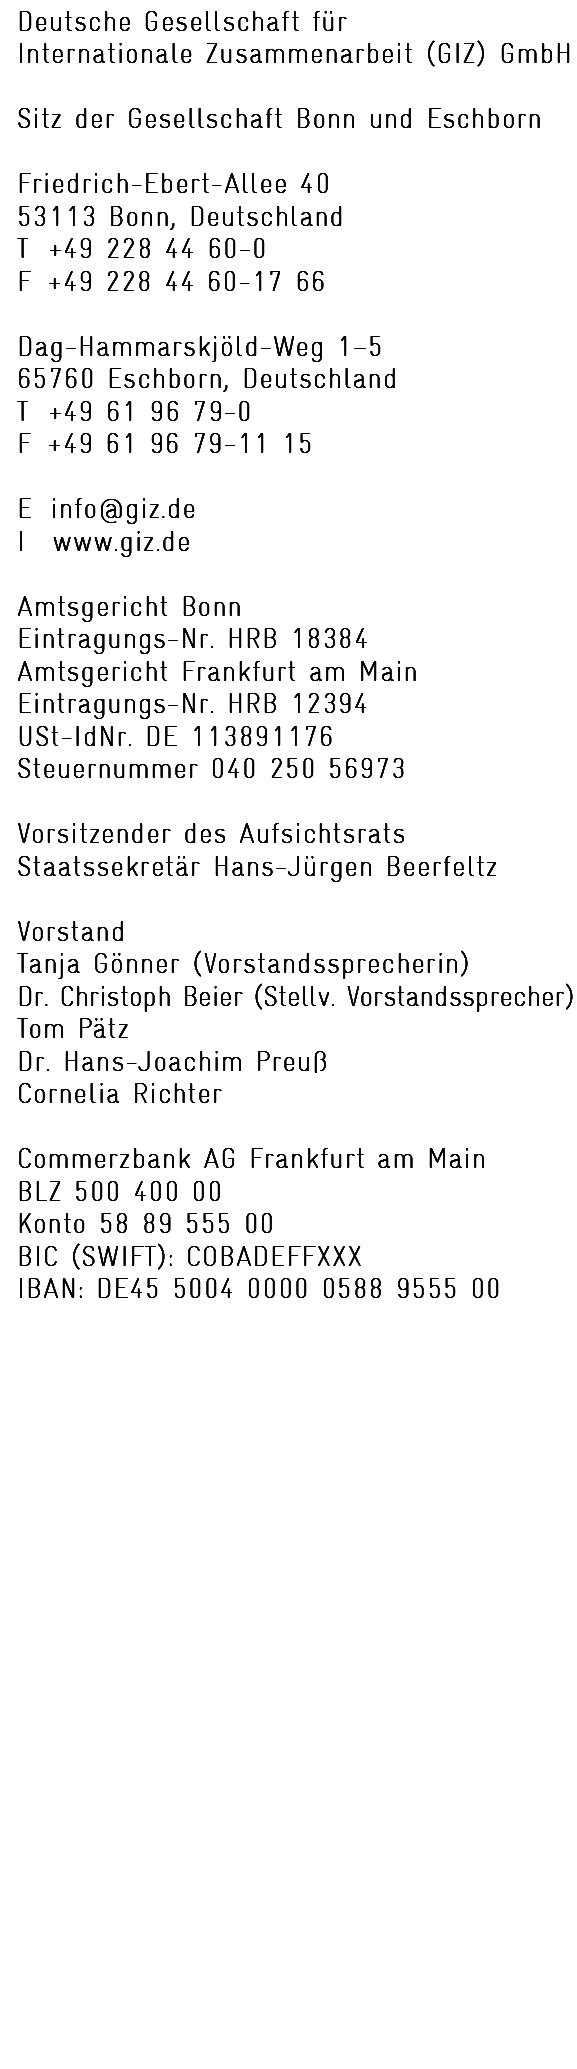 Deutsche Gesellschaft für
Internationale Zusammenarbeit (GIZ) GmbH
Sitz der Gesellschaft Bonn und Eschborn
Friedrich-Ebert-Allee 40
53113 Bonn, Deutschland
T +49 228 44 60-0
F +49 228 44 60-17 66
Dag-Hammarskjöld-Weg 1-5
65760 Eschborn, Deutschland
T +49 61 96 79-0
F +49 61 96 79-11 15
E info@giz.de
I www.giz.de
Amtsgericht Bonn
Eintragungs-Nr. HRB 18384
Amtsgericht Frankfurt am Main
Eintragungs-Nr. HRB 12394
USt-IdNr. DE 113891176
Steuernummer 040 250 56973
Vorsitzender des Aufsichtsrats
Staatssekretär Hans-Jürgen Beerfeltz
Vorstand
Tanja Gönner (Vorstandssprecherin)
Dr. Christoph Beier (Stellv. Vorstandssprecher)
Tom Pätz
Dr. Hans-Joachim Preuß
Cornelia Richter
Commerzbank AG Frankfurt am Main
BLZ 500 400 00
Konto 58 89 555 00
BIC (SWIFT): COBADEFFXXX
IBAN: DE45 5004 0000 0588 9555 00